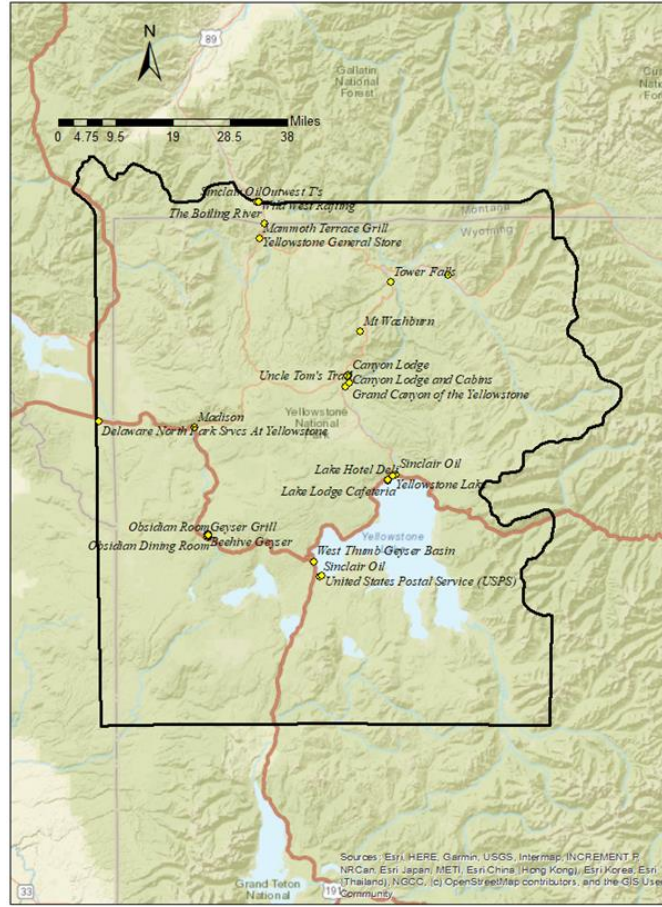 N
89
Gallatin
National
Forest
Miles
0 4.75 9.5 19 28.5 38
Sinclair Oil Outwest T's
Wild West Rafting
The Boiling River
Montana
Wyoming
Mammoth Terrace Grill
Yellowstone General Store
Tower Falls
Mt Washburn
Canyon Lodge
Uncle Tom's Trail
Canyon Lodge and Cabins
Grand Canyon of the Yellowstone
Madison
Yellowstone
National
Delaware North Park Srvcs At Yellowstone
Sinclair Oil
Lake Hotel Deli
Yellowstone Lake
Lake Lodge Cafeteria
Obsidian Room Geyser Grill
Obsidian Dining Room Beehive Geyser
Yellowstone
West Thumb Geyser Basin
Sinclair Oil
United States Postal Service (USPS)
Sources: Esri, HERE, Garmin, USGS, Intermap, INCREMENT P,
NRCan, Esri Japan, METI, Esri China (Hong Kong), Esri Korea, Esri
(Thailand), NGCC, (c) OpenStreetMap contributors, and the GIS User
Community
33
Grand Teton
National
191